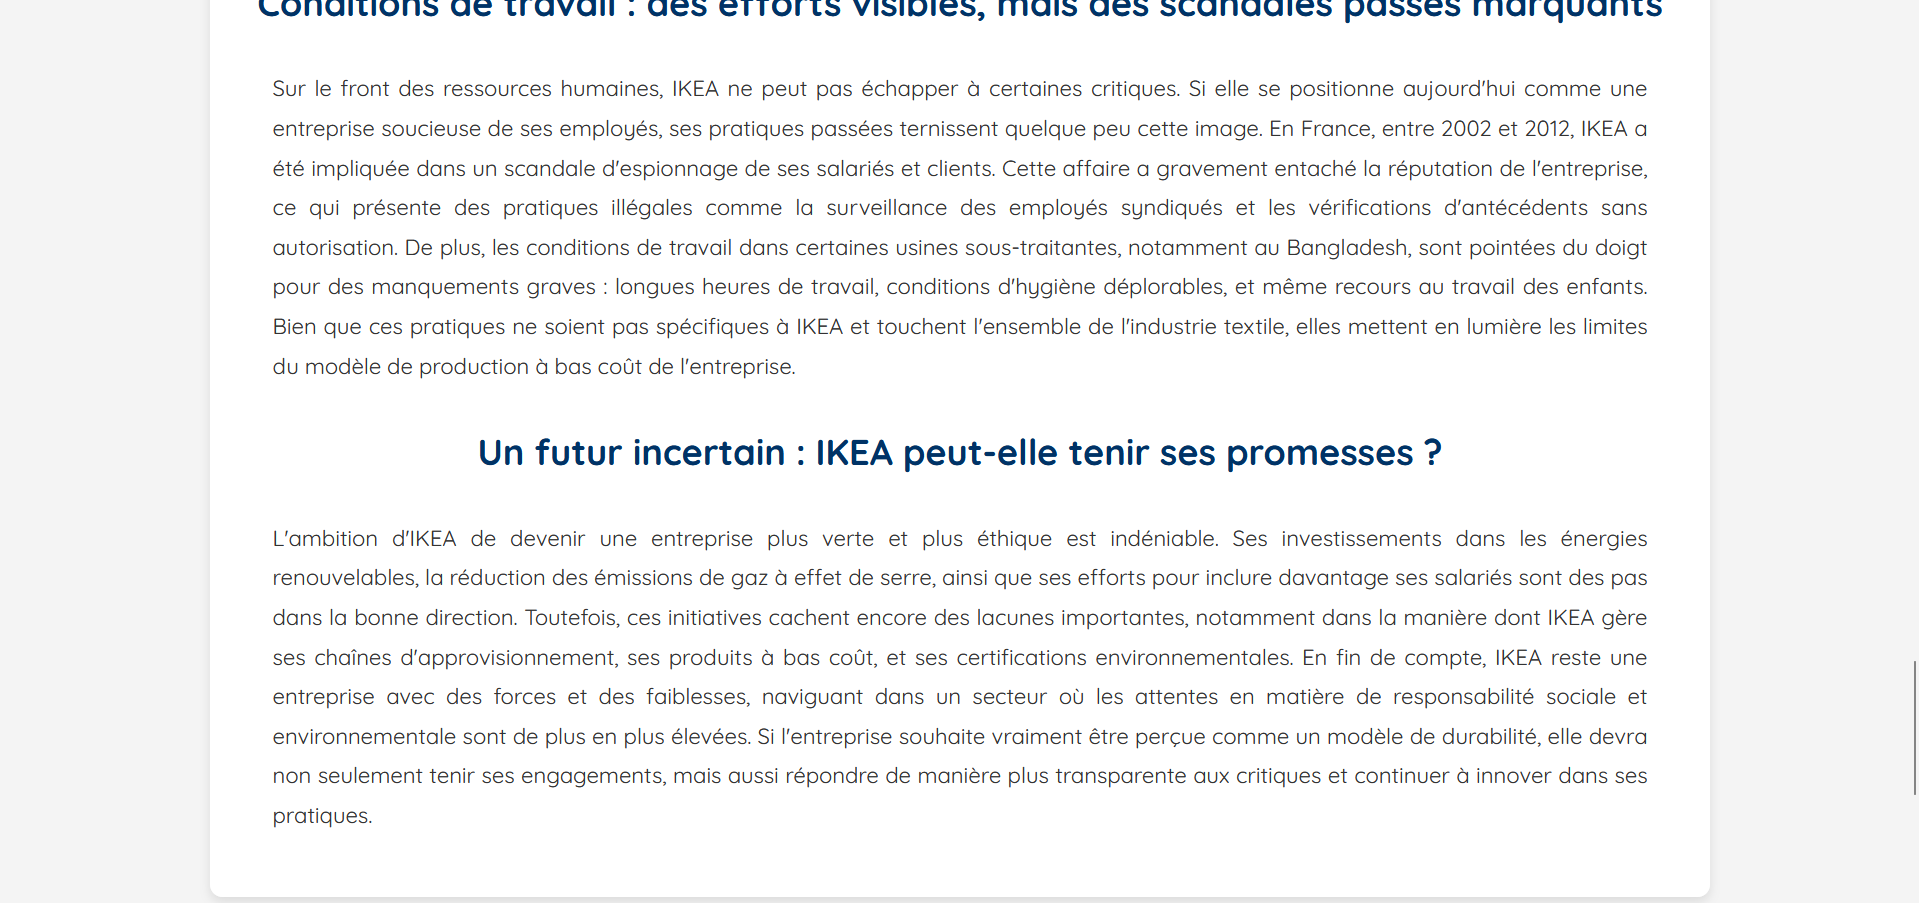 Conditions de travail : des efforts visibles, mais des scandales passés marquants
Sur le front des ressources humaines, IKEA ne peut pas échapper à certaines critiques. Si elle se positionne aujourd'hui comme une
entreprise soucieuse de ses employés, ses pratiques passées ternissent quelque peu cette image. En France, entre 2002 et 2012, IKEA a
été impliquée dans un scandale d'espionnage de ses salariés et clients. Cette affaire a gravement entaché la réputation de l'entreprise,
ce qui présente des pratiques illégales comme la surveillance des employés syndiqués et les vérifications d'antécédents sans
autorisation. De plus, les conditions de travail dans certaines usines sous-traitantes, notamment au Bangladesh, sont pointées du doigt
pour des manquements graves : longues heures de travail, conditions d'hygiène déplorables, et même recours au travail des enfants.
Bien que ces pratiques ne soient pas spécifiques à IKEA et touchent l'ensemble de l'industrie textile, elles mettent en lumière les limites
du modèle de production à bas coût de l'entreprise.
Un futur incertain : IKEA peut-elle tenir ses promesses ?
L'ambition d'IKEA de devenir une entreprise plus verte et plus éthique est indéniable. Ses investissements dans les énergies
renouvelables, la réduction des émissions de gaz à effet de serre, ainsi que ses efforts pour inclure davantage ses salariés sont des pas
dans la bonne direction. Toutefois, ces initiatives cachent encore des lacunes importantes, notamment dans la manière dont IKEA gère
ses chaînes d'approvisionnement, ses produits à bas coût, et ses certifications environnementales. En fin de compte, IKEA reste une
entreprise avec des forces et des faiblesses, naviguant dans un secteur où les attentes en matière de responsabilité sociale et
environnementale sont de plus en plus élevées. Si l'entreprise souhaite vraiment être perçue comme un modèle de durabilité, elle devra
non seulement tenir ses engagements, mais aussi répondre de manière plus transparente aux critiques et continuer à innover dans ses
pratiques.